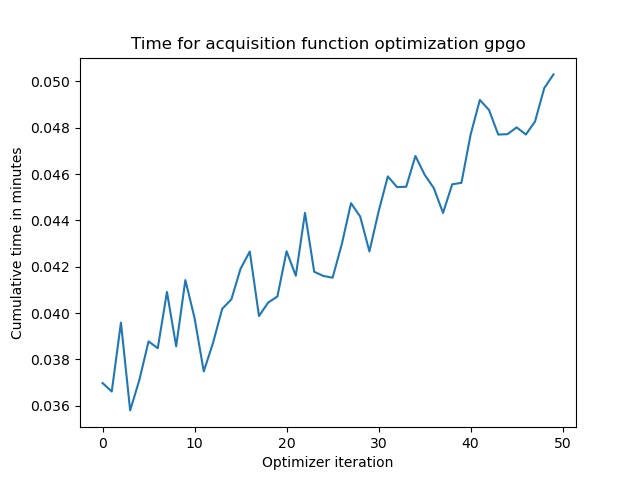 Time for acquisition function optimization gpgo
0.050
0.048
0.046
0.044
0.042
0.040
0.038
0.036
Cumulative time in minutes
0 10 20 30 40 50
Optimizer iteration